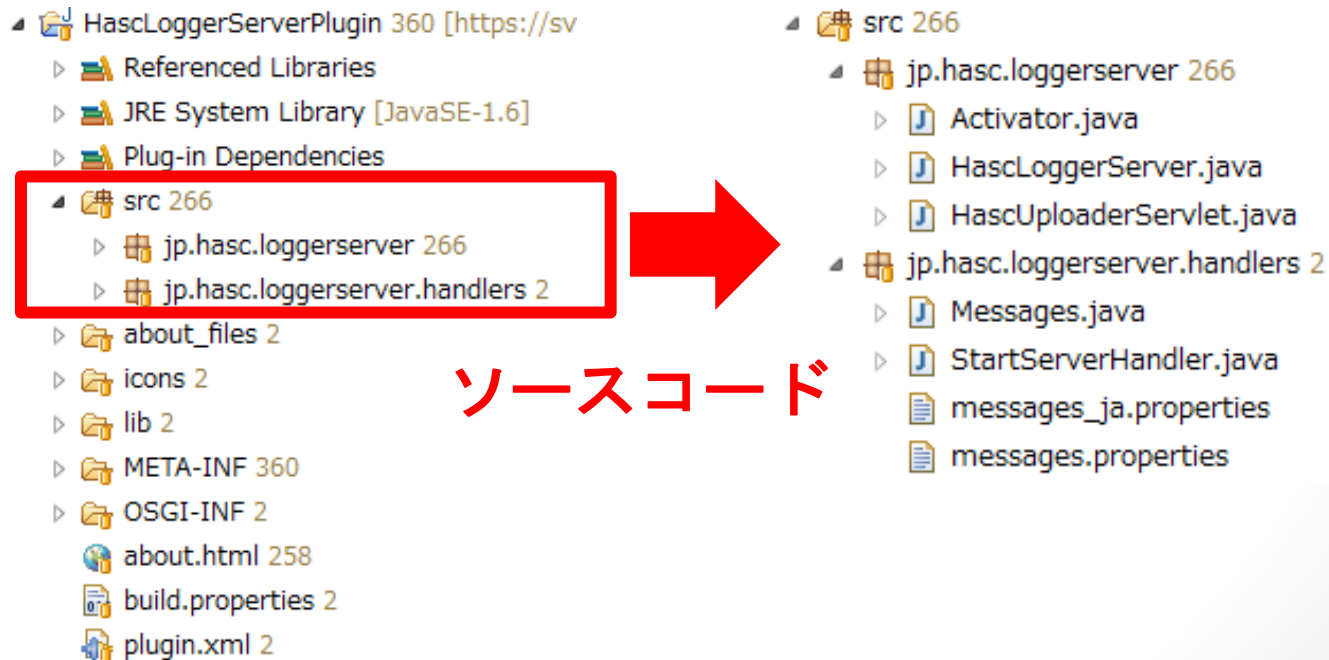 HascLoggerServerPlugin 360 [https://sv
Referenced Libraries
JRE System Library [JavaSE-1.6]
Plug-in Dependencies
src 266
jp.hasc.loggerserver 266
jp.hasc.loggerserver.handlers 2
about_files 2
icons 2
lib 2
META-INF 360
OSGI-INF 2
about.html 258
build.properties 2
plugin.xml 2
ソースコード
src 266
jp.hasc.loggerserver 266
Activator.java
HascLoggerServer.java
HascUploaderServlet.java
jp.hasc.loggerserver.handlers 2
Messages.java
StartServerHandler.java
messages_ja.properties
messages.properties